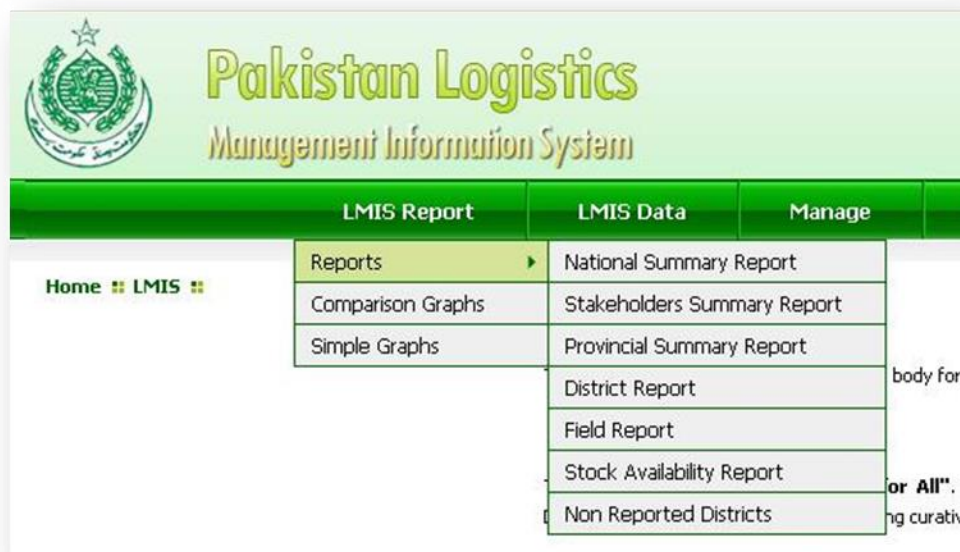 Pakistan Logistics
Management Information System
LMIS Report LMIS Data Manage
Home :: LMIS ::
Reports
Comparison Graphs
Simple Graphs
National Summary Report
Stakeholders Summary Report
Provincial Summary Report
District Report
Field Report
Stock Availability Report
Non Reported Districts
body for
or All".
ng curativ